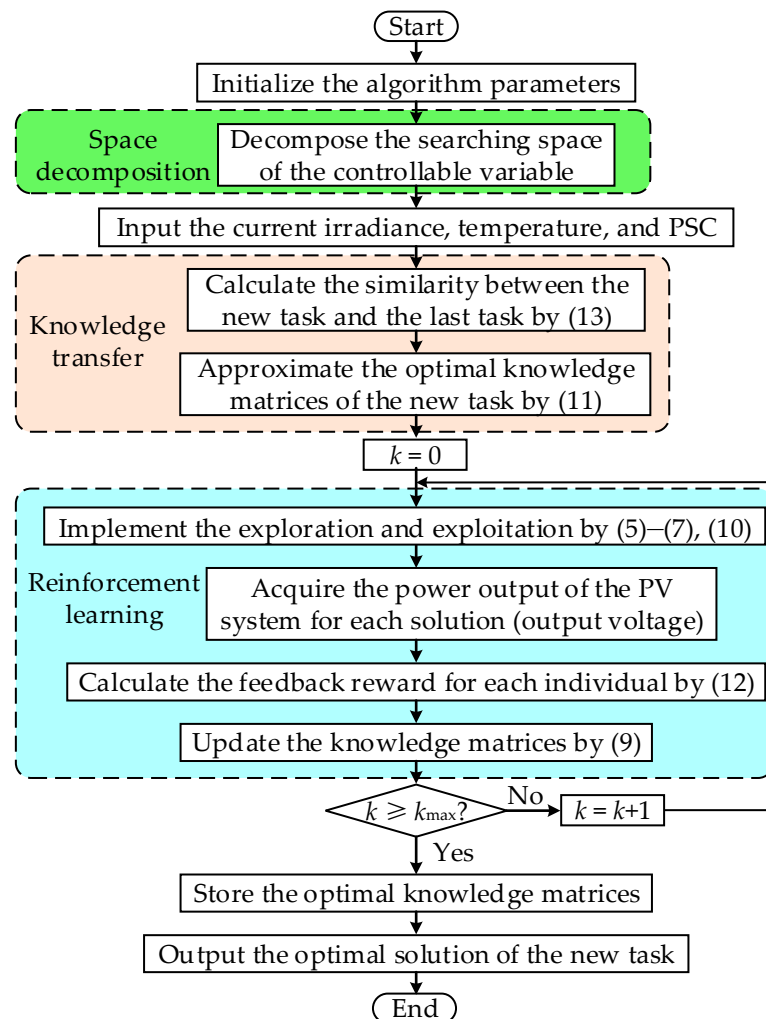 Start
Initialize the algorithm parameters
Space
decomposition
Decompose the searching space
of the controllable variable
Input the current irradiance, temperature, and PSC
Knowledge
transfer
Calculate the similarity between the
new task and the last task by (13)
Approximate the optimal knowledge
matrices of the new task by (11)
k = 0
Implement the exploration and exploitation by (5)–(7), (10)
Reinforcement
learning
Acquire the power output of the PV
system for each solution (output voltage)
Calculate the feedback reward for each individual by (12)
Update the knowledge matrices by (9)
k ⩾ kmax?
No
k = k+1
Yes
Store the optimal knowledge matrices
Output the optimal solution of the new task
End